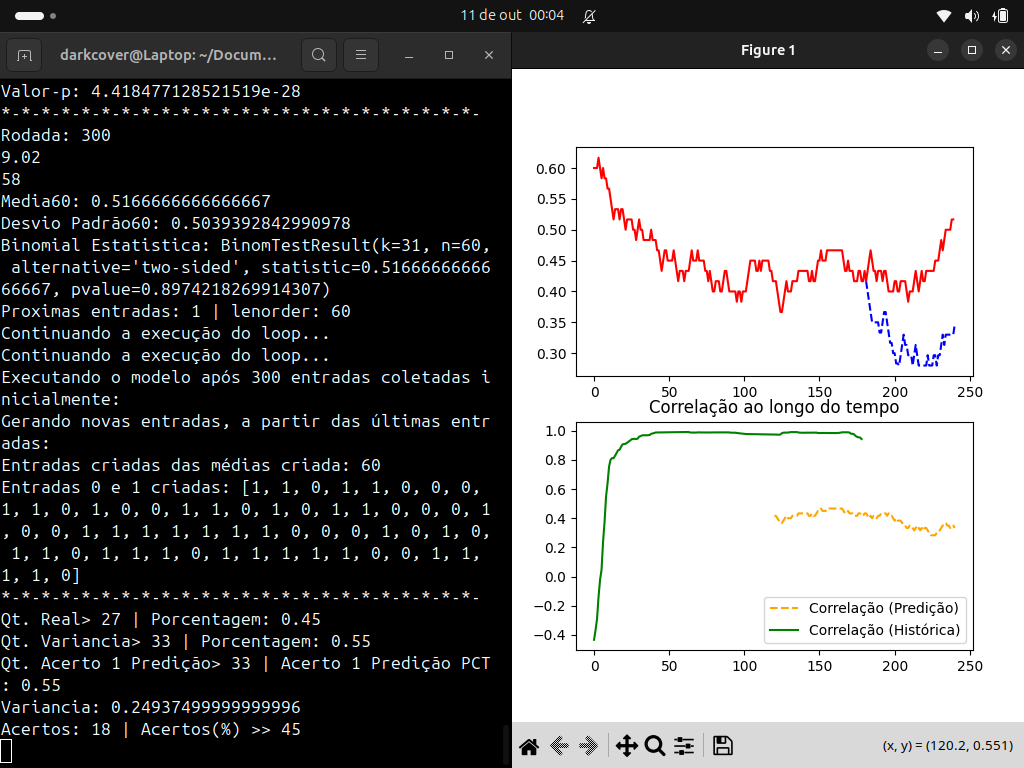 11 de out 00:04
darkcover@Laptop: ~/Docum...
Figure 1
Valor-p: 4.418477128521519e-28
*-*-*-*-*-*-*-*-*-*-*-*-*-*-*-*-*-*-*-*-*-*-*-*-
Rodada: 300
9.02
58
Media60: 0.5166666666666667
Desvio Padrão60: 0.5039392842990978
Binomial Estatistica: BinomTestResult(k=31, n=60,
alternative='two-sided', statistic=0.51666666666
66667, pvalue=0.8974218269914307)
Proximas entradas: 1 | lenorder: 60
Continuando a execução do loop...
Continuando a execução do loop...
Executando o modelo após 300 entradas coletadas i
nicialmente:
Gerando novas entradas, a partir das últimas entr
adas:
Entradas criadas das médias criada: 60
Entradas 0 e 1 criadas: [1, 1, 0, 1, 1, 0, 0, 0,
1, 1, 0, 1, 0, 0, 1, 1, 0, 1, 0, 1, 1, 0, 0, 0, 1
, 0, 0, 1, 1, 1, 1, 1, 1, 1, 0, 0, 0, 1, 0, 1, 0,
1, 1, 0, 1, 1, 1, 0, 1, 1, 1, 1, 1, 0, 0, 1, 1,
1, 1, 0]
*-*-*-*-*-*-*-*-*-*-*-*-*-*-*-*-*-*-*-*-*-*-*-*-
Qt. Real> 27 | Porcentagem: 0.45
Qt. Variancia> 33 | Porcentagem: 0.55
Qt. Acerto 1 Predição> 33 | Acerto 1 Predição PCT
: 0.55
Variancia: 0.24937499999999996
Acertos: 18 | Acertos(%) >> 45
0.60
0.55
0.50
0.45
0.40
0.35
0.30
0 50 100 150 200 250
Correlação ao longo do tempo
1.0
0.8
0.6
0.4
0.2
0.0
−0.2
−0.4
Correlação (Predição)
Correlação (Histórica)
0 50 100 150 200 250
(x, y) = (120.2, 0.551)